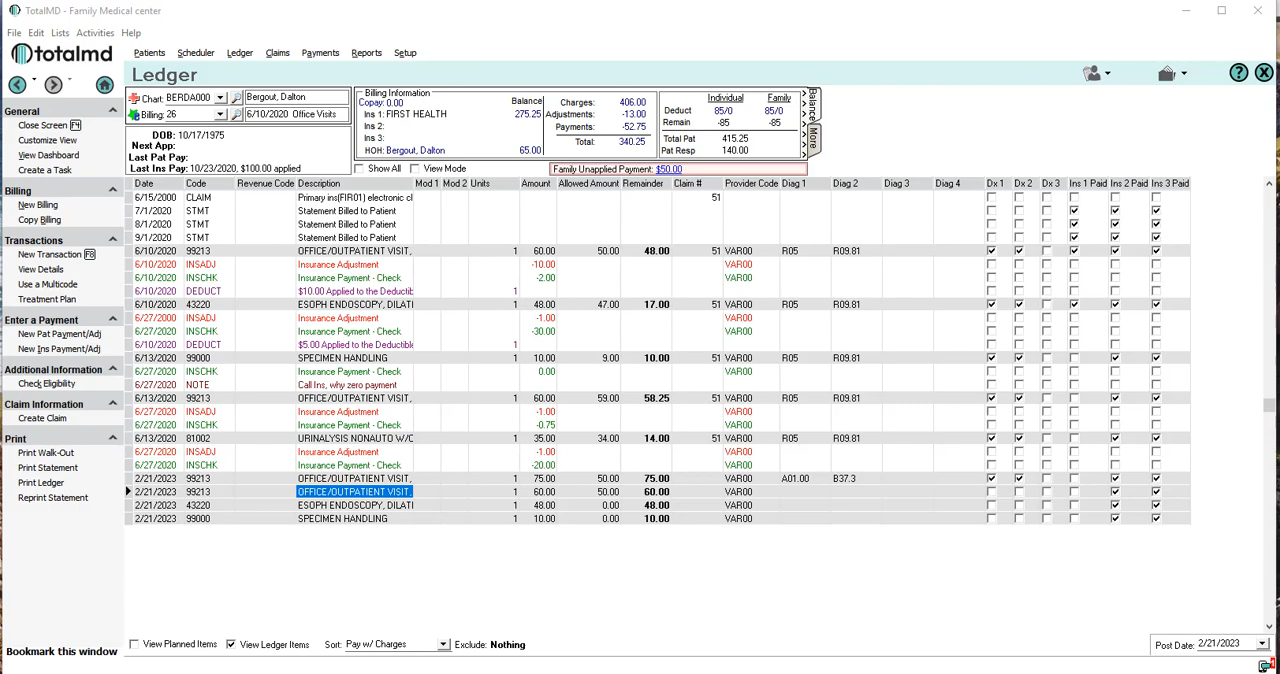 TotalMD - Family Medical center
File Edit Lists Activities Help
totalmd
Patients Scheduler Ledger Claims Payments Reports Setup
Ledger
General
Close Screen F4
Customize View
View Dashboard
Create a Task
Billing
New Billing
Copy Billing
Transactions
New Transaction F8
View Details
Use a Multicode
Treatment Plan
Enter a Payment
New Pat Payment/Adj
New Ins Payment/Adj
Additional Information
Check Eligibility
Claim Information
Create Claim
Print
Print Walk-Out
Print Statement
Print Ledger
Reprint Statement
Bookmark this window
Chart: BERDA000 Bergout, Dalton
Billing: 26 6/10/2020 Office Visits
DOB: 10/17/1975
Next App:
Last Pat Pay:
Last Ins Pay: 10/23/2020, $100.00 applied
Billing Information
Copay: 0.00 Balance
Ins 1: FIRST HEALTH 275.25
Ins 2:
Ins 3:
HOH: Bergout, Dalton 65.00
Charges: 406.00
Adjustments: -13.00
Payments: -52.75
Total: 340.25
Individual Family
Deduct 85/0 85/0
Remain -85 -85
Total Pat 415.25
Pat Resp 140.00
Balance
More
Show All View Mode Family Unapplied Payment: $50.00
Date Code Revenue Code Description Mod 1 Mod 2 Units Amount Allowed Amount Remainder Claim # Provider Code Diag 1 Diag 2 Diag 3 Diag 4 Dx 1 Dx 2 Dx 3 Ins 1 Paid Ins 2 Paid Ins 3 Paid
6/15/2000 CLAIM Primary ins(FIR01) electronic cl 51
7/1/2020 STMT Statement Billed to Patient
8/1/2020 STMT Statement Billed to Patient
9/1/2020 STMT Statement Billed to Patient
6/10/2020 99213 OFFICE/OUTPATIENT VISIT, 1 60.00 50.00 48.00 51 VAR00 R05 R09.81
6/10/2020 INSADJ Insurance Adjustment -10.00 VAR00
6/10/2020 INSCHK Insurance Payment - Check -2.00 VAR00
6/10/2020 DEDUCT $10.00 Applied to the Deductib 1
6/10/2020 43220 ESOPH ENDOSCOPY, DILATI 1 48.00 47.00 17.00 51 VAR00 R05 R09.81
6/27/2000 INSADJ Insurance Adjustment -1.00 VAR00
6/27/2000 INSCHK Insurance Payment - Check -30.00 VAR00
6/10/2020 DEDUCT $5.00 Applied to the Deductible 1
6/13/2020 99000 SPECIMEN HANDLING 1 10.00 9.00 10.00 51 VAR00 R05 R09.81
6/27/2020 INSCHK Insurance Payment - Check 0.00 VAR00
6/27/2020 NOTE Call Ins, why zero payment
6/13/2020 99213 OFFICE/OUTPATIENT VISIT, 1 60.00 59.00 58.25 51 VAR00 R05 R09.81
6/27/2020 INSADJ Insurance Adjustment -1.00 VAR00
6/27/2020 INSCHK Insurance Payment - Check -0.75 VAR00
6/13/2020 81002 URINALYSIS NONAUTO W/O 1 35.00 34.00 14.00 51 VAR00 R05 R09.81
6/27/2020 INSADJ Insurance Adjustment -1.00 VAR00
6/27/2020 INSCHK Insurance Payment - Check -20.00 VAR00
2/21/2023 99213 OFFICE/OUTPATIENT VISIT, 1 75.00 50.00 75.00 VAR00 A01.00 B37.3
2/21/2023 99213 OFFICE/OUTPATIENT VISIT, 1 60.00 50.00 60.00 VAR00
2/21/2023 43220 ESOPH ENDOSCOPY, DILATI 1 48.00 0.00 48.00 VAR00
2/21/2023 99000 SPECIMEN HANDLING 1 10.00 0.00 10.00 VAR00
View Planned Items View Ledger Items Sort: Pay w/ Charges Exclude: Nothing Post Date: 2/21/2023